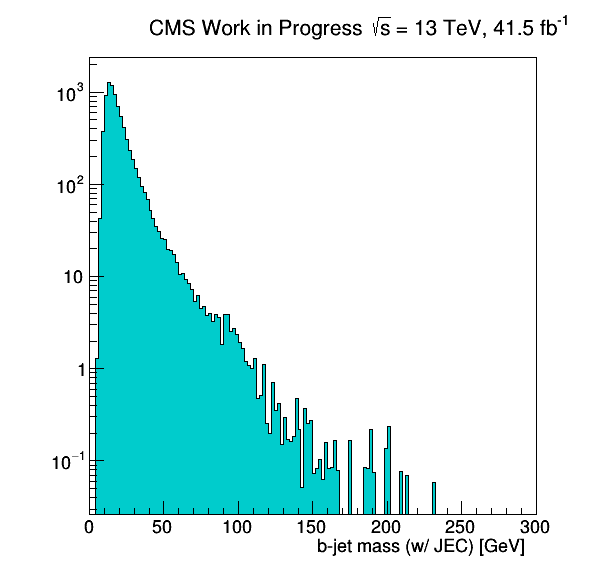 CMS Work in Progress √s = 13 TeV, 41.5 fb⁻¹
10³
10²
10
1
10⁻¹
0 50 100 150 200 250 300
b-jet mass (w/ JEC) [GeV]